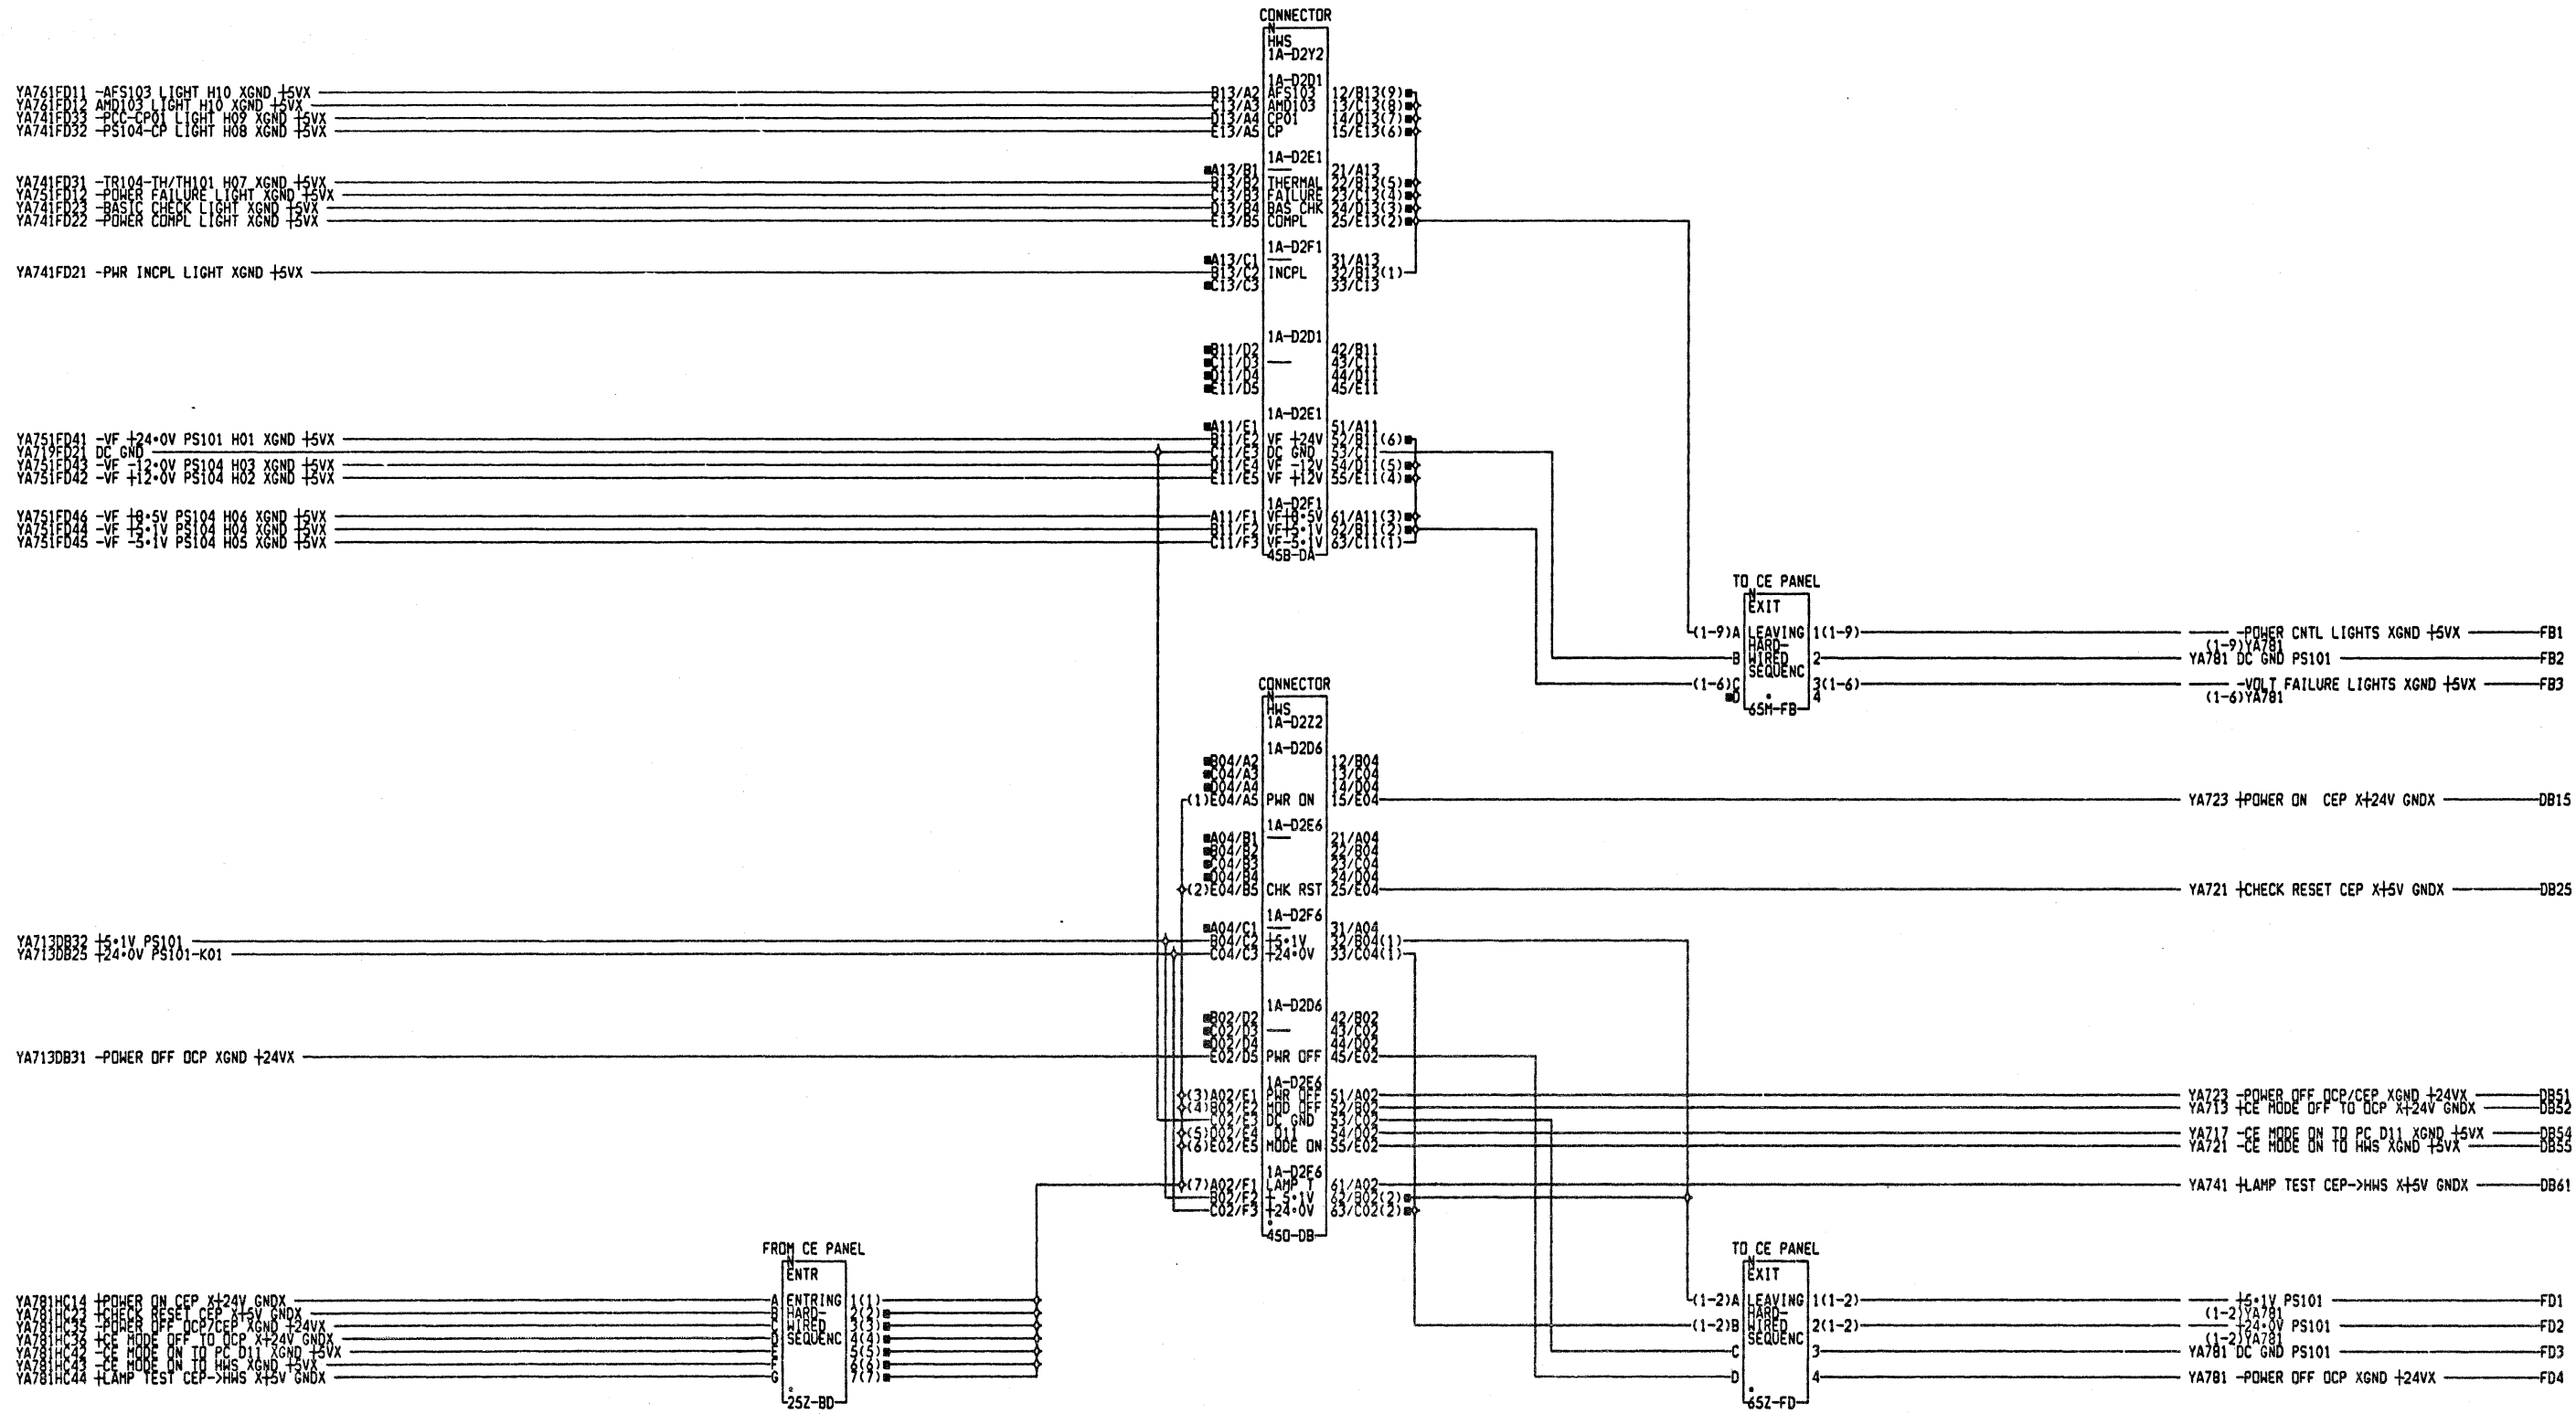 CONNECTOR
N
HWS
1A-D2Y2
1A-D2D1
YA761FD11 -AFS103 LIGHT H10 XGND +5VX B13/A2 AFS103 12/B13(9)
YA761FD12 AMD103 LIGHT H10 XGND +5VX C13/A3 AMD103 13/C13(8)
YA741FD33 -PCC-CP01 LIGHT H09 XGND +5VX D13/A4 CP01 14/D13(7)
YA741FD32 -PS104-CP LIGHT H08 XGND +5VX E13/A5 CP 15/E13(6)
1A-D2E1
A13/B1 21/A13
YA741FD31 -TR104-TH/TH101 H07 XGND +5VX B13/B2 THERMAL 22/B13(5)
YA751FD12 -POWER FAILURE LIGHT XGND +5VX C13/B3 FAILURE 23/C13(4)
YA741FD23 -BASIC CHECK LIGHT XGND +5VX D13/B4 BAS CHK 24/D13(3)
YA741FD22 -POWER COMPL LIGHT XGND +5VX E13/B5 COMPL 25/E13(2)
1A-D2F1
A13/C1 31/A13
YA741FD21 -PWR INCPL LIGHT XGND +5VX B13/C2 INCPL 32/B13(1)
C13/C3 33/C13
1A-D2D1
B11/D2 42/B11
C11/D3 43/C11
D11/D4 44/D11
E11/D5 45/E11
1A-D2E1
A11/E1 51/A11
YA751FD41 -VF +24.0V PS101 H01 XGND +5VX B11/E2 VF +24V 52/B11(6)
YA719FD21 DC GND C11/E3 DC GND 53/C11
YA751FD43 -VF -12.0V PS104 H03 XGND +5VX D11/E4 VF -12V 54/D11(5)
YA751FD42 -VF +12.0V PS104 H02 XGND +5VX E11/E5 VF +12V 55/E11(4)
1A-D2F1
YA751FD46 -VF +8.5V PS104 H06 XGND +5VX A11/F1 VF+8.5V 61/A11(3)
YA751FD44 -VF +5.1V PS104 H04 XGND +5VX B11/F2 VF+5.1V 62/B11(2)
YA751FD45 -VF -5.1V PS104 H05 XGND +5VX C11/F3 VF-5.1V 63/C11(1)
45B-DA
TO CE PANEL
N
EXIT
(1-9)A LEAVING 1(1-9) -POWER CNTL LIGHTS XGND +5VX FB1
HARD- (1-9)YA781
B WIRED 2 YA781 DC GND PS101 FB2
SEQUENC
(1-6)C 3(1-6) -VOLT FAILURE LIGHTS XGND +5VX FB3
D 4 (1-6)YA781
65M-FB
CONNECTOR
N
HWS
1A-D2Z2
1A-D2D6
B04/A2 12/B04
C04/A3 13/C04
D04/A4 14/D04
(1)E04/A5 PWR ON 15/E04 YA723 +POWER ON CEP X+24V GNDX DB15
1A-D2E6
A04/B1 21/A04
B04/B2 22/B04
C04/B3 23/C04
D04/B4 24/D04
(2)E04/B5 CHK RST 25/E04 YA721 +CHECK RESET CEP X+5V GNDX DB25
1A-D2F6
A04/C1 31/A04
YA713DB32 +5.1V PS101 B04/C2 +5.1V 32/B04(1)
YA713DB25 +24.0V PS101-K01 C04/C3 +24.0V 33/C04(1)
1A-D2D6
B02/D2 42/B02
C02/D3 43/C02
D02/D4 44/D02
YA713DB31 -POWER OFF OCP XGND +24VX E02/D5 PWR OFF 45/E02
1A-D2E6
(3)A02/E1 PWR OFF 51/A02 YA723 -POWER OFF OCP/CEP XGND +24VX DB51
(4)B02/E2 MOD OFF 52/B02 YA713 +CE MODE OFF TO OCP X+24V GNDX DB52
C02/E3 DC GND 53/C02
(5)D02/E4 D11 54/D02 YA717 -CE MODE ON TO PC D11 XGND +5VX DB54
(6)E02/E5 MODE ON 55/E02 YA721 -CE MODE ON TO HWS XGND +5VX DB55
1A-D2F6
(7)A02/F1 LAMP T 61/A02 YA741 +LAMP TEST CEP->HWS X+5V GNDX DB61
B02/F2 + 5.1V 62/B02(2)
C02/F3 +24.0V 63/C02(2)
45Q-DB
FROM CE PANEL
N
ENTR
YA781HC14 +POWER ON CEP X+24V GNDX A ENTRING 1(1)
YA781HC23 +CHECK RESET CEP X+5V GNDX B HARD- 2(2)
YA781HC35 -POWER OFF OCP/CEP XGND +24VX C WIRED 3(3)
YA781HC36 +CE MODE OFF TO OCP X+24V GNDX D SEQUENC 4(4)
YA781HC42 -CE MODE ON TO PC D11 XGND +5VX E 5(5)
YA781HC43 -CE MODE ON TO HWS XGND +5VX F 6(6)
YA781HC44 +LAMP TEST CEP->HWS X+5V GNDX G 7(7)
25Z-BD
TO CE PANEL
N
EXIT
(1-2)A LEAVING 1(1-2) +5.1V PS101 FD1
HARD- (1-2)YA781
(1-2)B WIRED 2(1-2) +24.0V PS101 FD2
SEQUENC (1-2)YA781
C 3 YA781 DC GND PS101 FD3
D 4 YA781 -POWER OFF OCP XGND +24VX FD4
65Z-FD